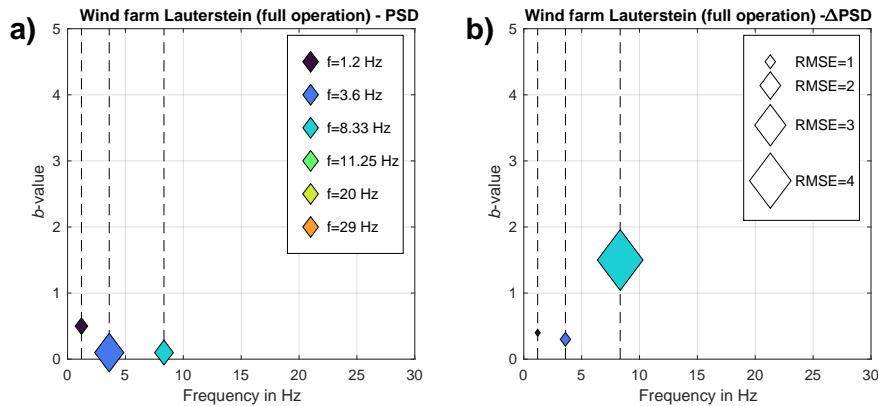 a)
Wind farm Lauterstein (full operation) - PSD
5
4
3
2
1
0
b-value
0 5 10 15 20 25 30
Frequency in Hz
f=1.2 Hz
f=3.6 Hz
f=8.33 Hz
f=11.25 Hz
f=20 Hz
f=29 Hz
b)
Wind farm Lauterstein (full operation) -ΔPSD
5
4
3
2
1
0
b-value
0 5 10 15 20 25 30
Frequency in Hz
RMSE=1
RMSE=2
RMSE=3
RMSE=4